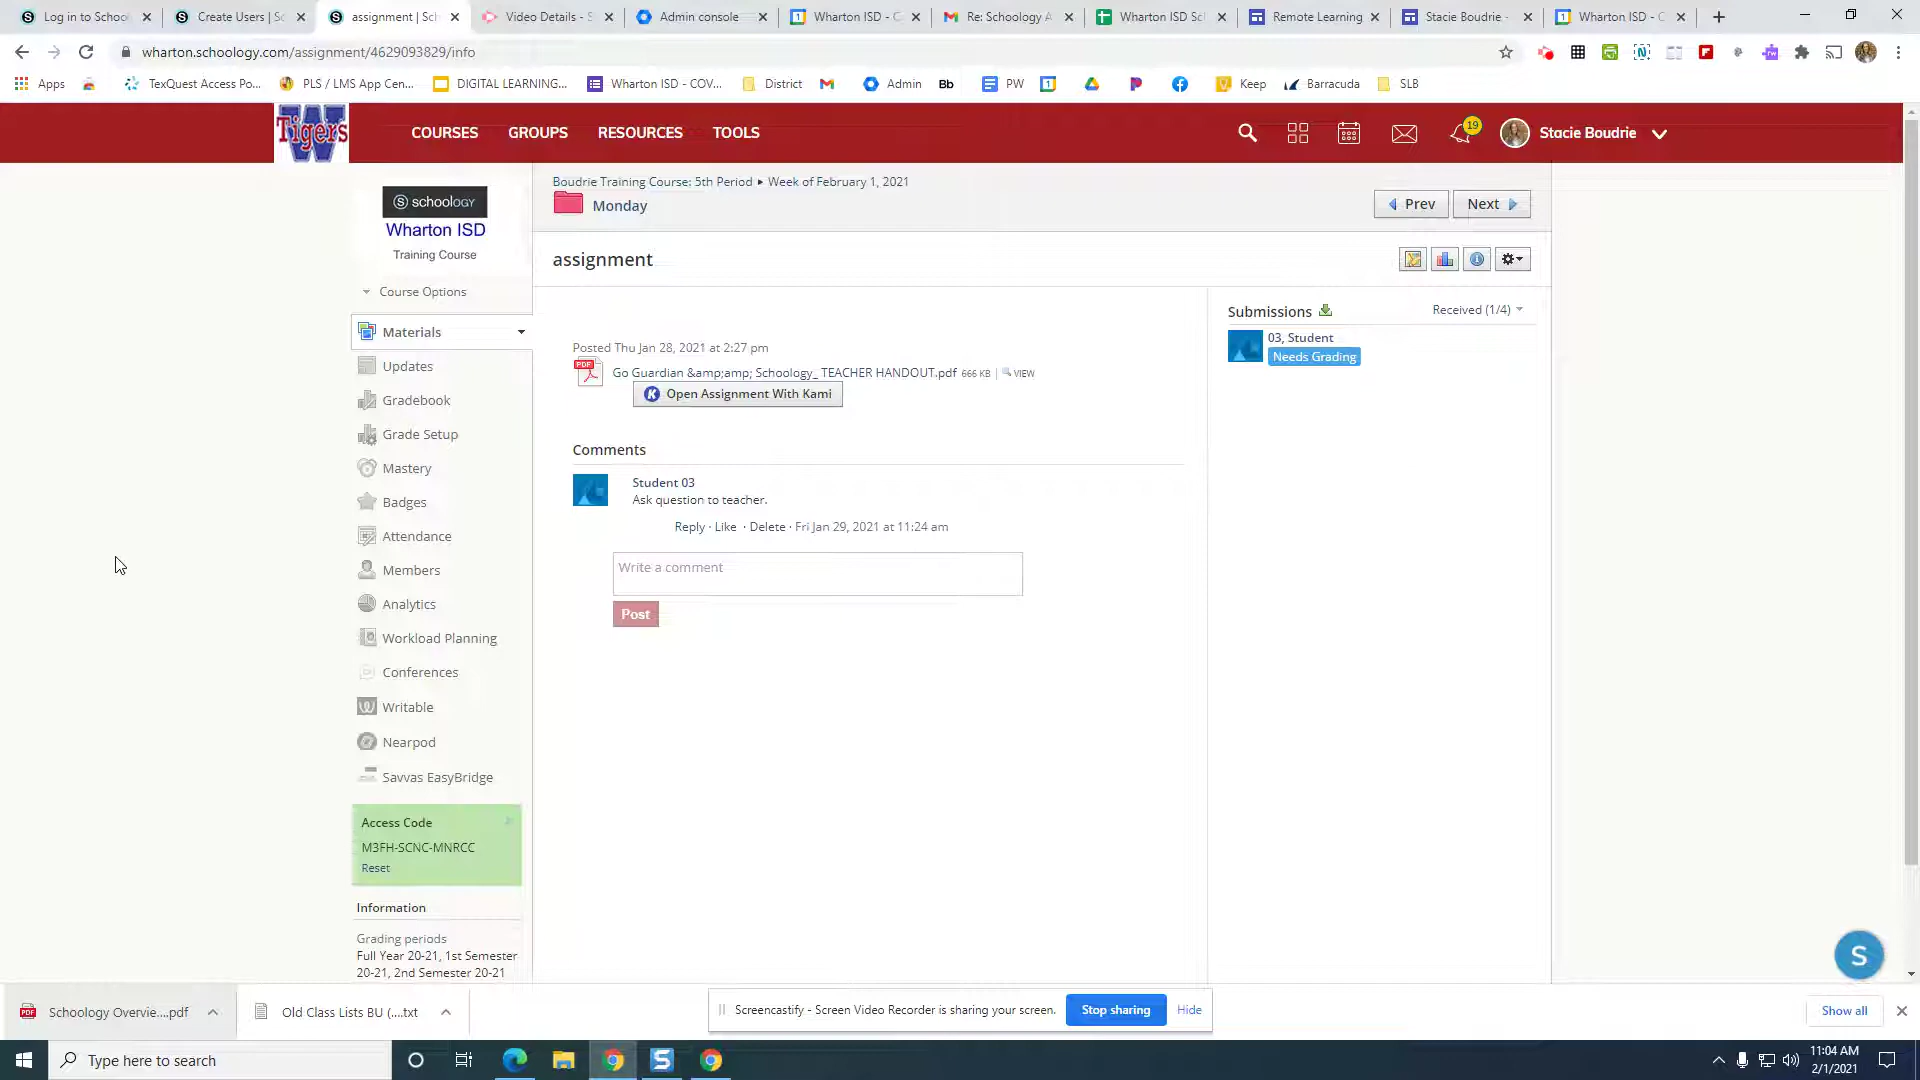 Log in to School
Create Users | Sc
assignment | Sch
Video Details - S
Admin console
Wharton ISD - C
Re: Schoology A
Wharton ISD Sc
Remote Learning
Stacie Boudrie -
Wharton ISD - C
wharton.schoology.com/assignment/4629093829/info
Apps
TexQuest Access Po...
PLS / LMS App Cen...
DIGITAL LEARNING...
Wharton ISD - COV...
District
Admin
Bb
PW
Keep
Barracuda
SLB
W Tigers
COURSES
GROUPS
RESOURCES
TOOLS
19
Stacie Boudrie
S schoology
Wharton ISD
Training Course
Course Options
Materials
Updates
Gradebook
Grade Setup
Mastery
Badges
Attendance
Members
Analytics
Workload Planning
Conferences
Writable
Nearpod
Savvas EasyBridge
Access Code
M3FH-SCNC-MNRCC
Reset
Information
Grading periods
Full Year 20-21, 1st Semester
20-21, 2nd Semester 20-21
Boudrie Training Course: 5th Period ▸ Week of February 1, 2021
Monday
Prev
Next
assignment
Posted Thu Jan 28, 2021 at 2:27 pm
PDF
Go Guardian &amp;amp; Schoology_ TEACHER HANDOUT.pdf 666 KB | VIEW
K Open Assignment With Kami
Comments
Student 03
Ask question to teacher.
Reply · Like · Delete · Fri Jan 29, 2021 at 11:24 am
Write a comment
Post
Submissions
Received (1/4)
03, Student
Needs Grading
S
PDF
Schoology Overvie....pdf
Old Class Lists BU (....txt
Screencastify - Screen Video Recorder is sharing your screen.
Stop sharing
Hide
Show all
Type here to search
S
11:04 AM
2/1/2021